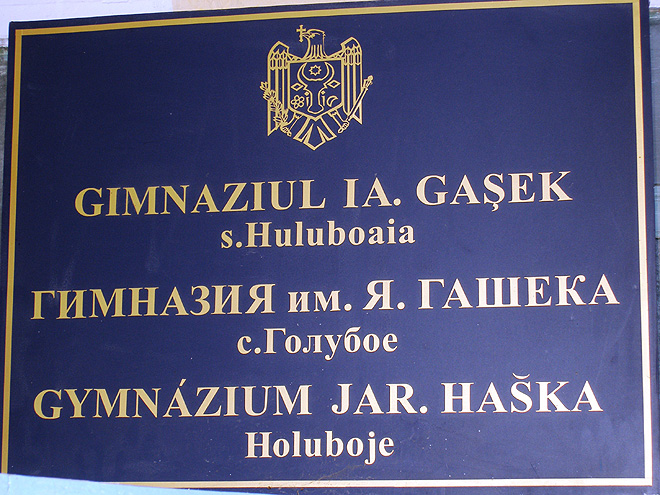 GIMNAZIUL IA. GAŞEK
s.Huluboaia
ГИМНАЗИЯ им. Я. ГАШЕКА
с.Голубое
GYMNÁZIUM JAR. HAŠKA
Holuboje